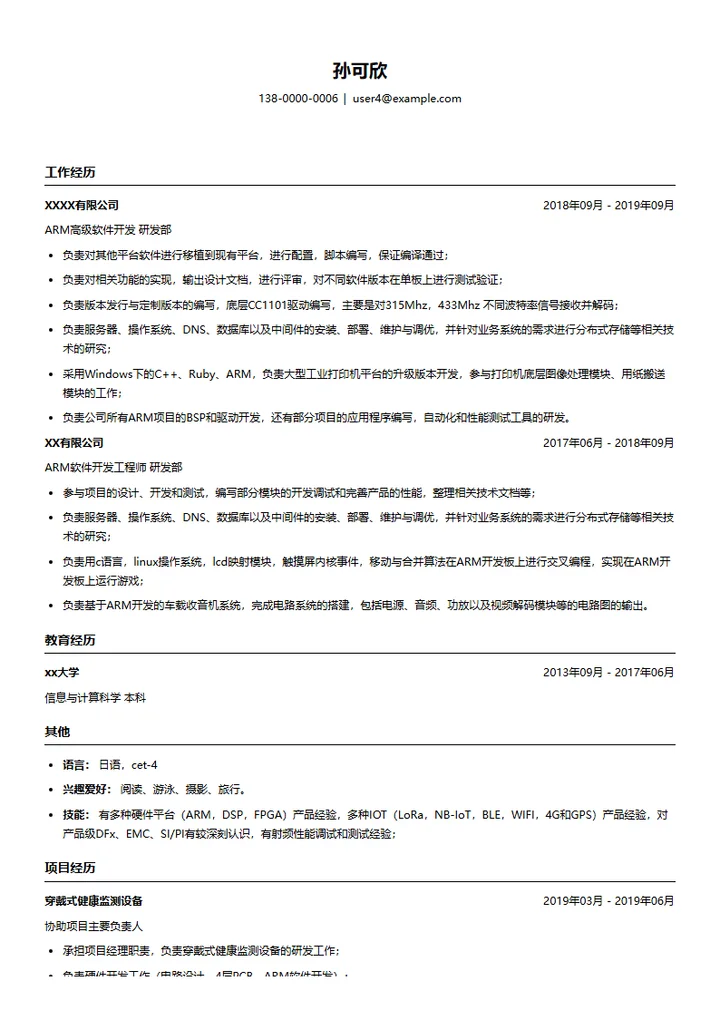 孙可欣
138-0000-0006 | user4@example.com
工作经历
XXXX有限公司 2018年09月 - 2019年09月
ARM高级软件开发 研发部
• 负责对其他平台软件进行移植到现有平台，进行配置，脚本编写，保证编译通过；
• 负责对相关功能的实现，输出设计文档，进行评审，对不同软件版本在单板上进行测试验证；
• 负责版本发行与定制版本的编写，底层CC1101驱动编写，主要是对315Mhz，433Mhz 不同波特率信号接收并解码；
• 负责服务器、操作系统、DNS、数据库以及中间件的安装、部署、维护与调优，并针对业务系统的需求进行分布式存储等相关技
术的研究；
• 采用Windows下的C++、Ruby、ARM，负责大型工业打印机平台的升级版本开发，参与打印机底层图像处理模块、用纸搬送
模块的工作；
• 负责公司所有ARM项目的BSP和驱动开发，还有部分项目的应用程序编写，自动化和性能测试工具的研发。
XX有限公司 2017年06月 - 2018年09月
ARM软件开发工程师 研发部
• 参与项目的设计、开发和测试，编写部分模块的开发调试和完善产品的性能，整理相关技术文档等；
• 负责服务器、操作系统、DNS、数据库以及中间件的安装、部署、维护与调优，并针对业务系统的需求进行分布式存储等相关技
术的研究；
• 负责用c语言，linux操作系统，lcd映射模块，触摸屏内核事件，移动与合并算法在ARM开发板上进行交叉编程，实现在ARM开
发板上运行游戏；
• 负责基于ARM开发的车载收音机系统，完成电路系统的搭建，包括电源、音频、功放以及视频解码模块等的电路图的输出。
教育经历
xx大学 2013年09月 - 2017年06月
信息与计算科学 本科
其他
• 语言： 日语，cet-4
• 兴趣爱好： 阅读、游泳、摄影、旅行。
• 技能： 有多种硬件平台（ARM，DSP，FPGA）产品经验，多种IOT（LoRa，NB-IoT，BLE，WIFI，4G和GPS）产品经验，对
产品级DFx、EMC、SI/PI有较深刻认识，有射频性能调试和测试经验；
项目经历
穿戴式健康监测设备 2019年03月 - 2019年06月
协助项目主要负责人
• 承担项目经理职责，负责穿戴式健康监测设备的研发工作；
• 负责硬件开发工作（电路设计、4层PCB、ARM软件开发）；